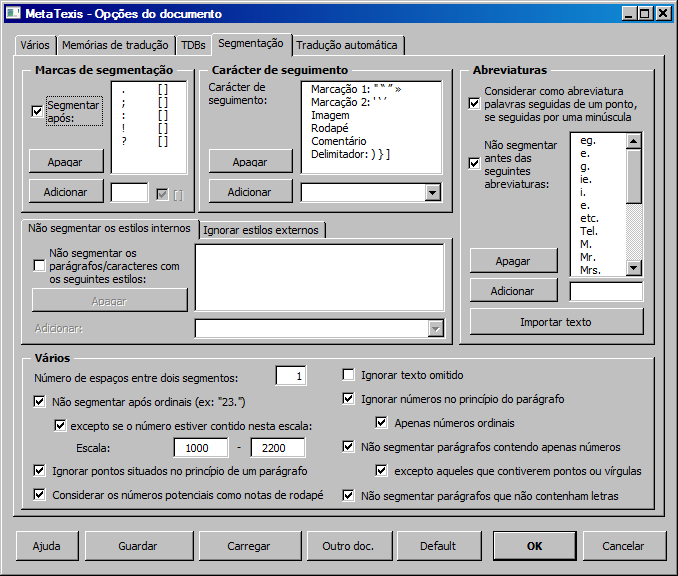 MetaTexis - Opções do documento
Vários
Memórias de tradução
TDBs
Segmentação
Tradução automática
Marcas de segmentação
Segmentar
após:
. []
; []
: []
! []
? []
Apagar
Adicionar
[]
Carácter de seguimento
Carácter de
seguimento:
Marcação 1: "“”»
Marcação 2: '‘’
Imagem
Rodapé
Comentário
Delimitador: ) } ]
Apagar
Adicionar
Abreviaturas
Considerar como abreviatura
palavras seguidas de um ponto,
se seguidas por uma minúscula
Não segmentar
antes das
seguintes
abreviaturas:
eg.
e.
g.
ie.
i.
e.
etc.
Tel.
M.
Mr.
Mrs.
Apagar
Adicionar
Importar texto
Não segmentar os estilos internos
Ignorar estilos externos
Não segmentar os
parágrafos/caracteres com
os seguintes estilos:
Apagar
Adicionar:
Vários
Número de espaços entre dois segmentos: 1
Não segmentar após ordinais (ex: "23.")
excepto se o número estiver contido nesta escala:
Escala: 1000 - 2200
Ignorar pontos situados no princípio de um parágrafo
Considerar os números potenciais como notas de rodapé
Ignorar texto omitido
Ignorar números no princípio do parágrafo
Apenas números ordinais
Não segmentar parágrafos contendo apenas números
excepto aqueles que contiverem pontos ou vírgulas
Não segmentar parágrafos que não contenham letras
Ajuda
Guardar
Carregar
Outro doc.
Default
OK
Cancelar